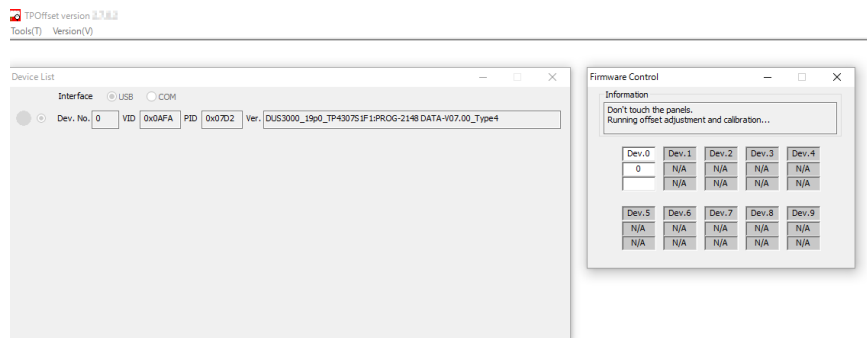 TPOffset version
Tools(T) Version(V)
Device List
Interface USB COM
Dev. No. 0 VID 0x0AFA PID 0x07D2 Ver. DUS3000_19p0_TP4307S1F1:PROG-2148 DATA-V07.00_Type4
Firmware Control
Information
Don't touch the panels.
Running offset adjustment and calibration...
Dev.0 Dev.1 Dev.2 Dev.3 Dev.4
0 N/A N/A N/A N/A
N/A N/A N/A N/A
Dev.5 Dev.6 Dev.7 Dev.8 Dev.9
N/A N/A N/A N/A N/A
N/A N/A N/A N/A N/A